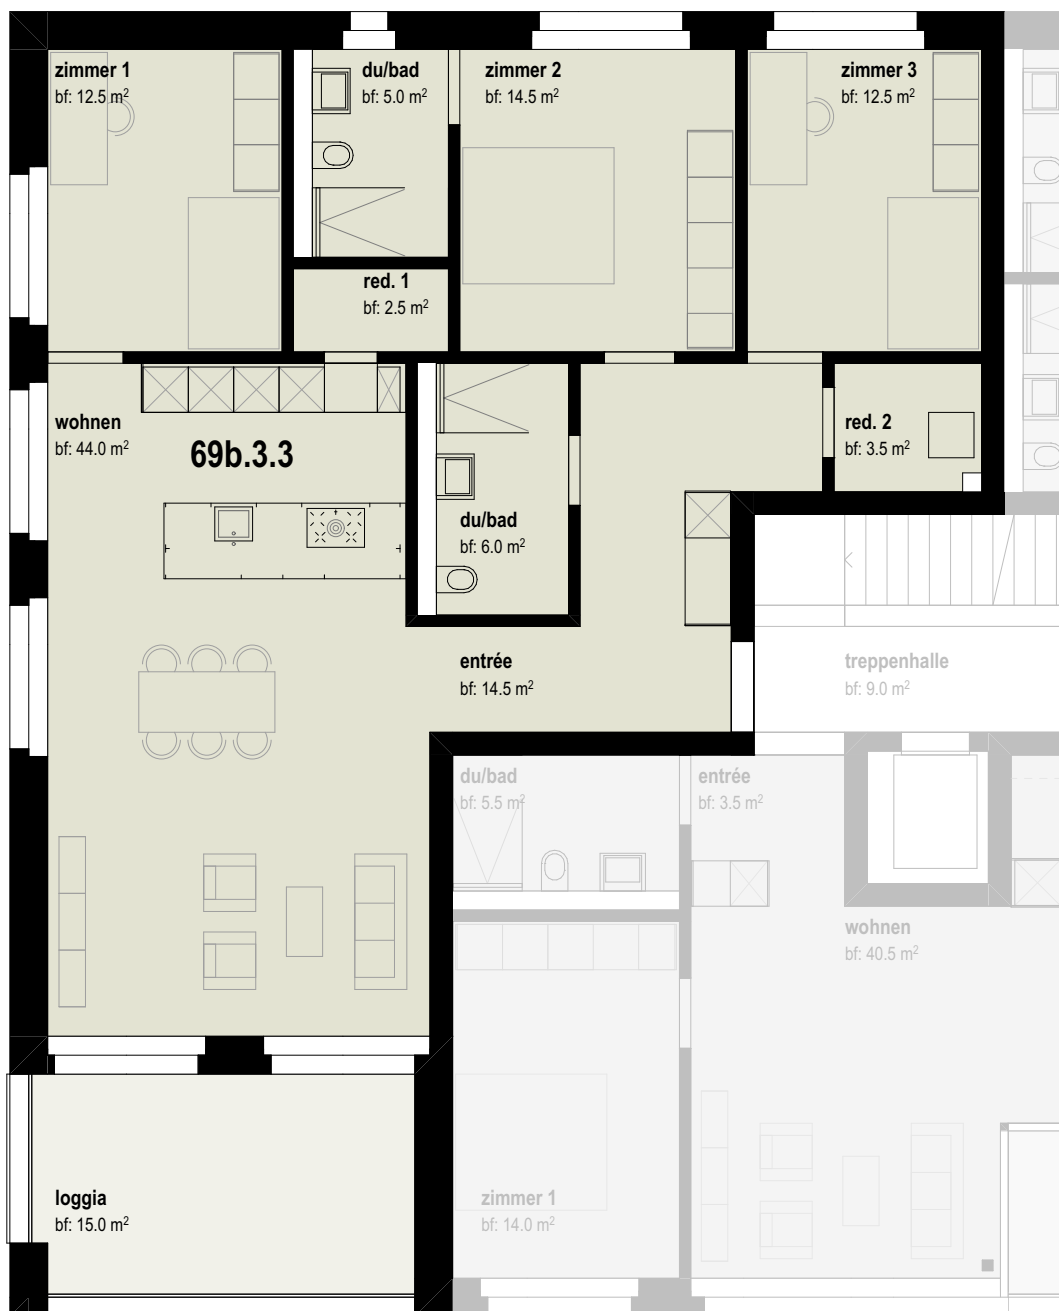 zimmer 1
bf: 12.5 m²
du/bad
bf: 5.0 m²
zimmer 2
bf: 14.5 m²
zimmer 3
bf: 12.5 m²
red. 1
bf: 2.5 m²
wohnen
bf: 44.0 m²
69b.3.3
red. 2
bf: 3.5 m²
du/bad
bf: 6.0 m²
entrée
bf: 14.5 m²
treppenhalle
bf: 9.0 m²
du/bad
bf: 5.5 m²
entrée
bf: 3.5 m²
wohnen
bf: 40.5 m²
loggia
bf: 15.0 m²
zimmer 1
bf: 14.0 m²